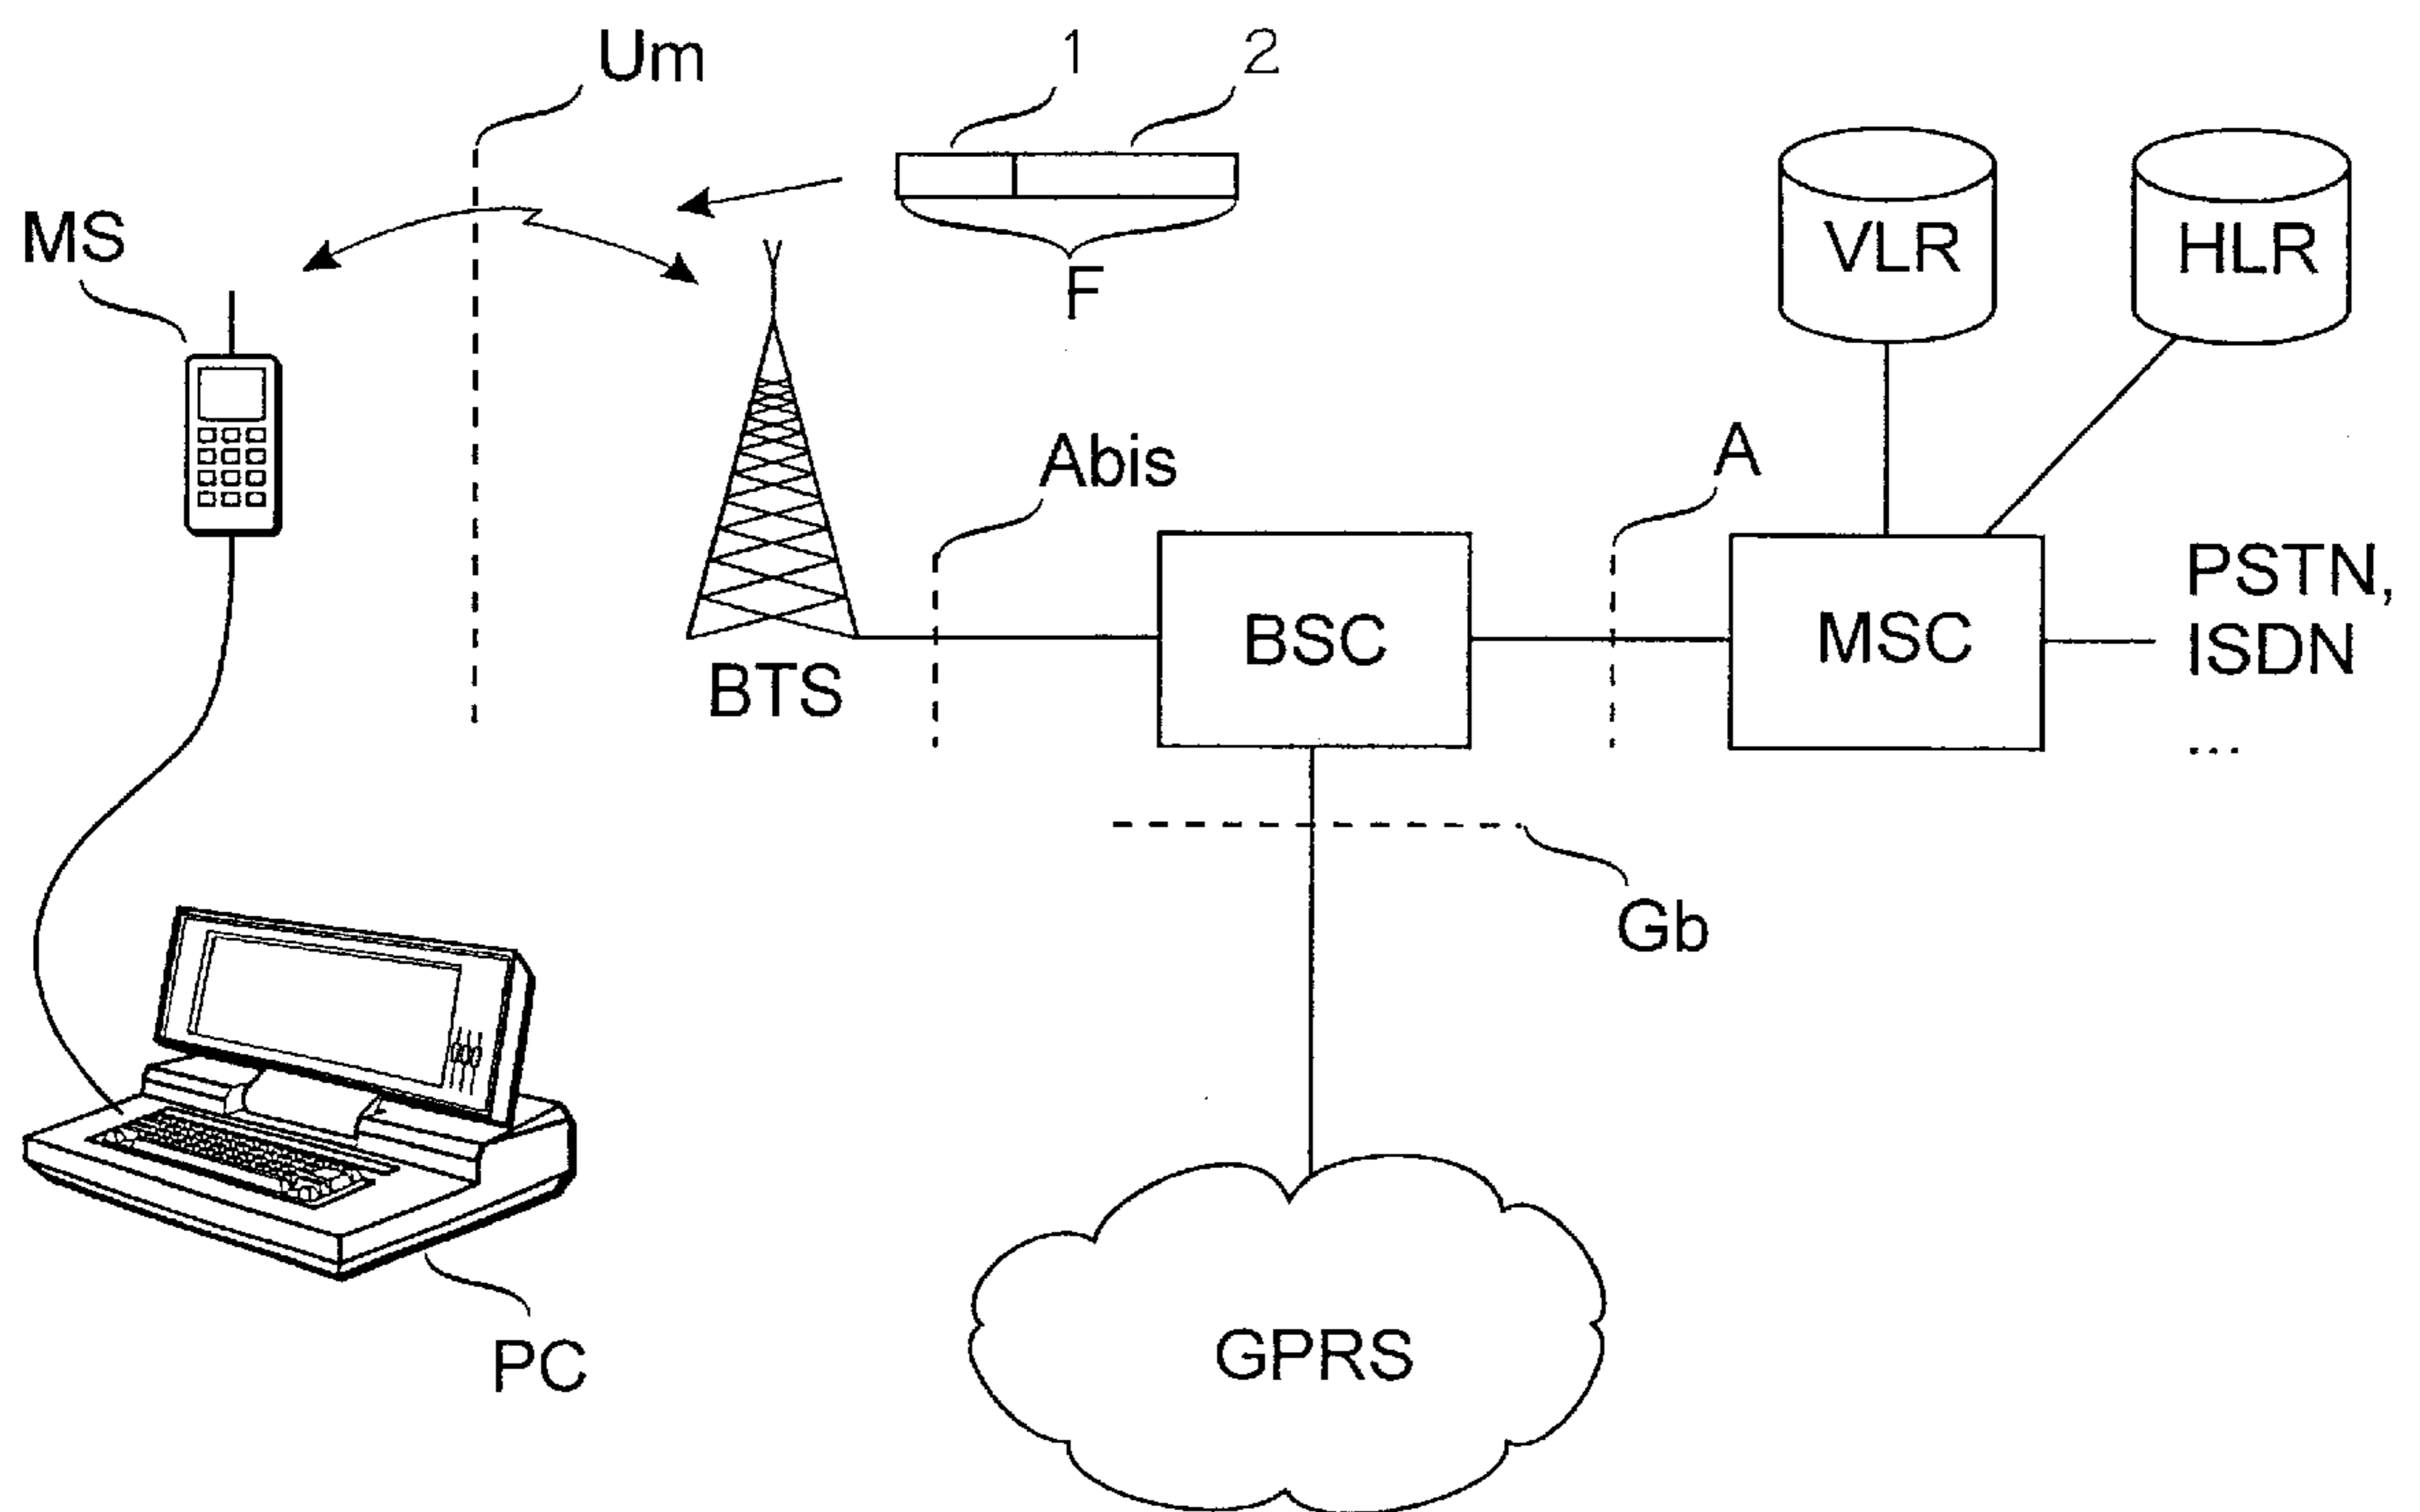 Um
1
2
MS
F
VLR
HLR
Abis
A
BTS
BSC
MSC
PSTN,
ISDN
...
Gb
PC
GPRS